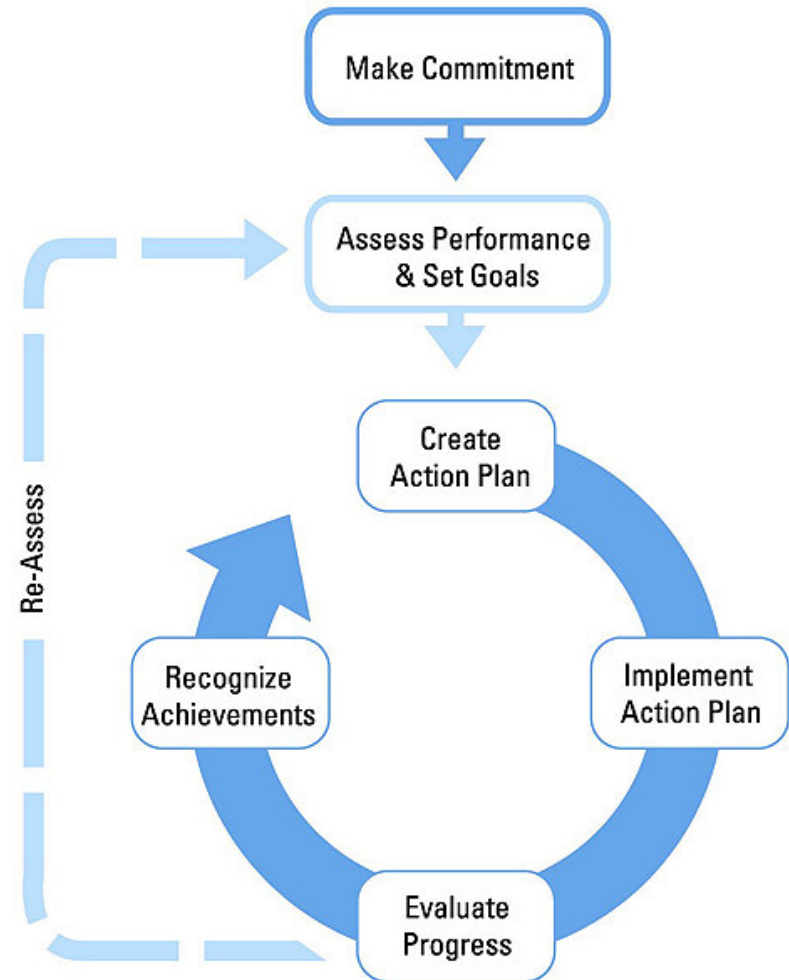 Make Commitment
Assess Performance
& Set Goals
Create
Action Plan
Re-Assess
Recognize
Achievements
Implement
Action Plan
Evaluate
Progress